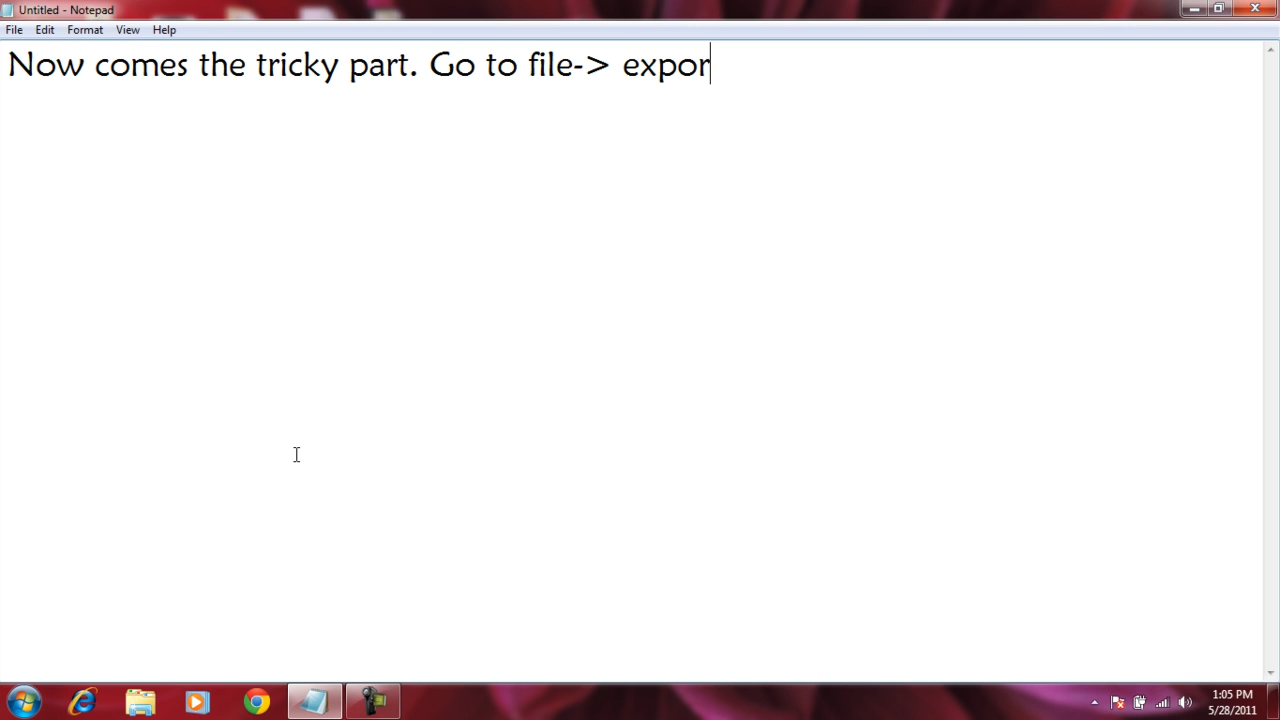 Untitled - Notepad
File Edit Format View Help
Now comes the tricky part. Go to file-> expor
1:05 PM
5/28/2011